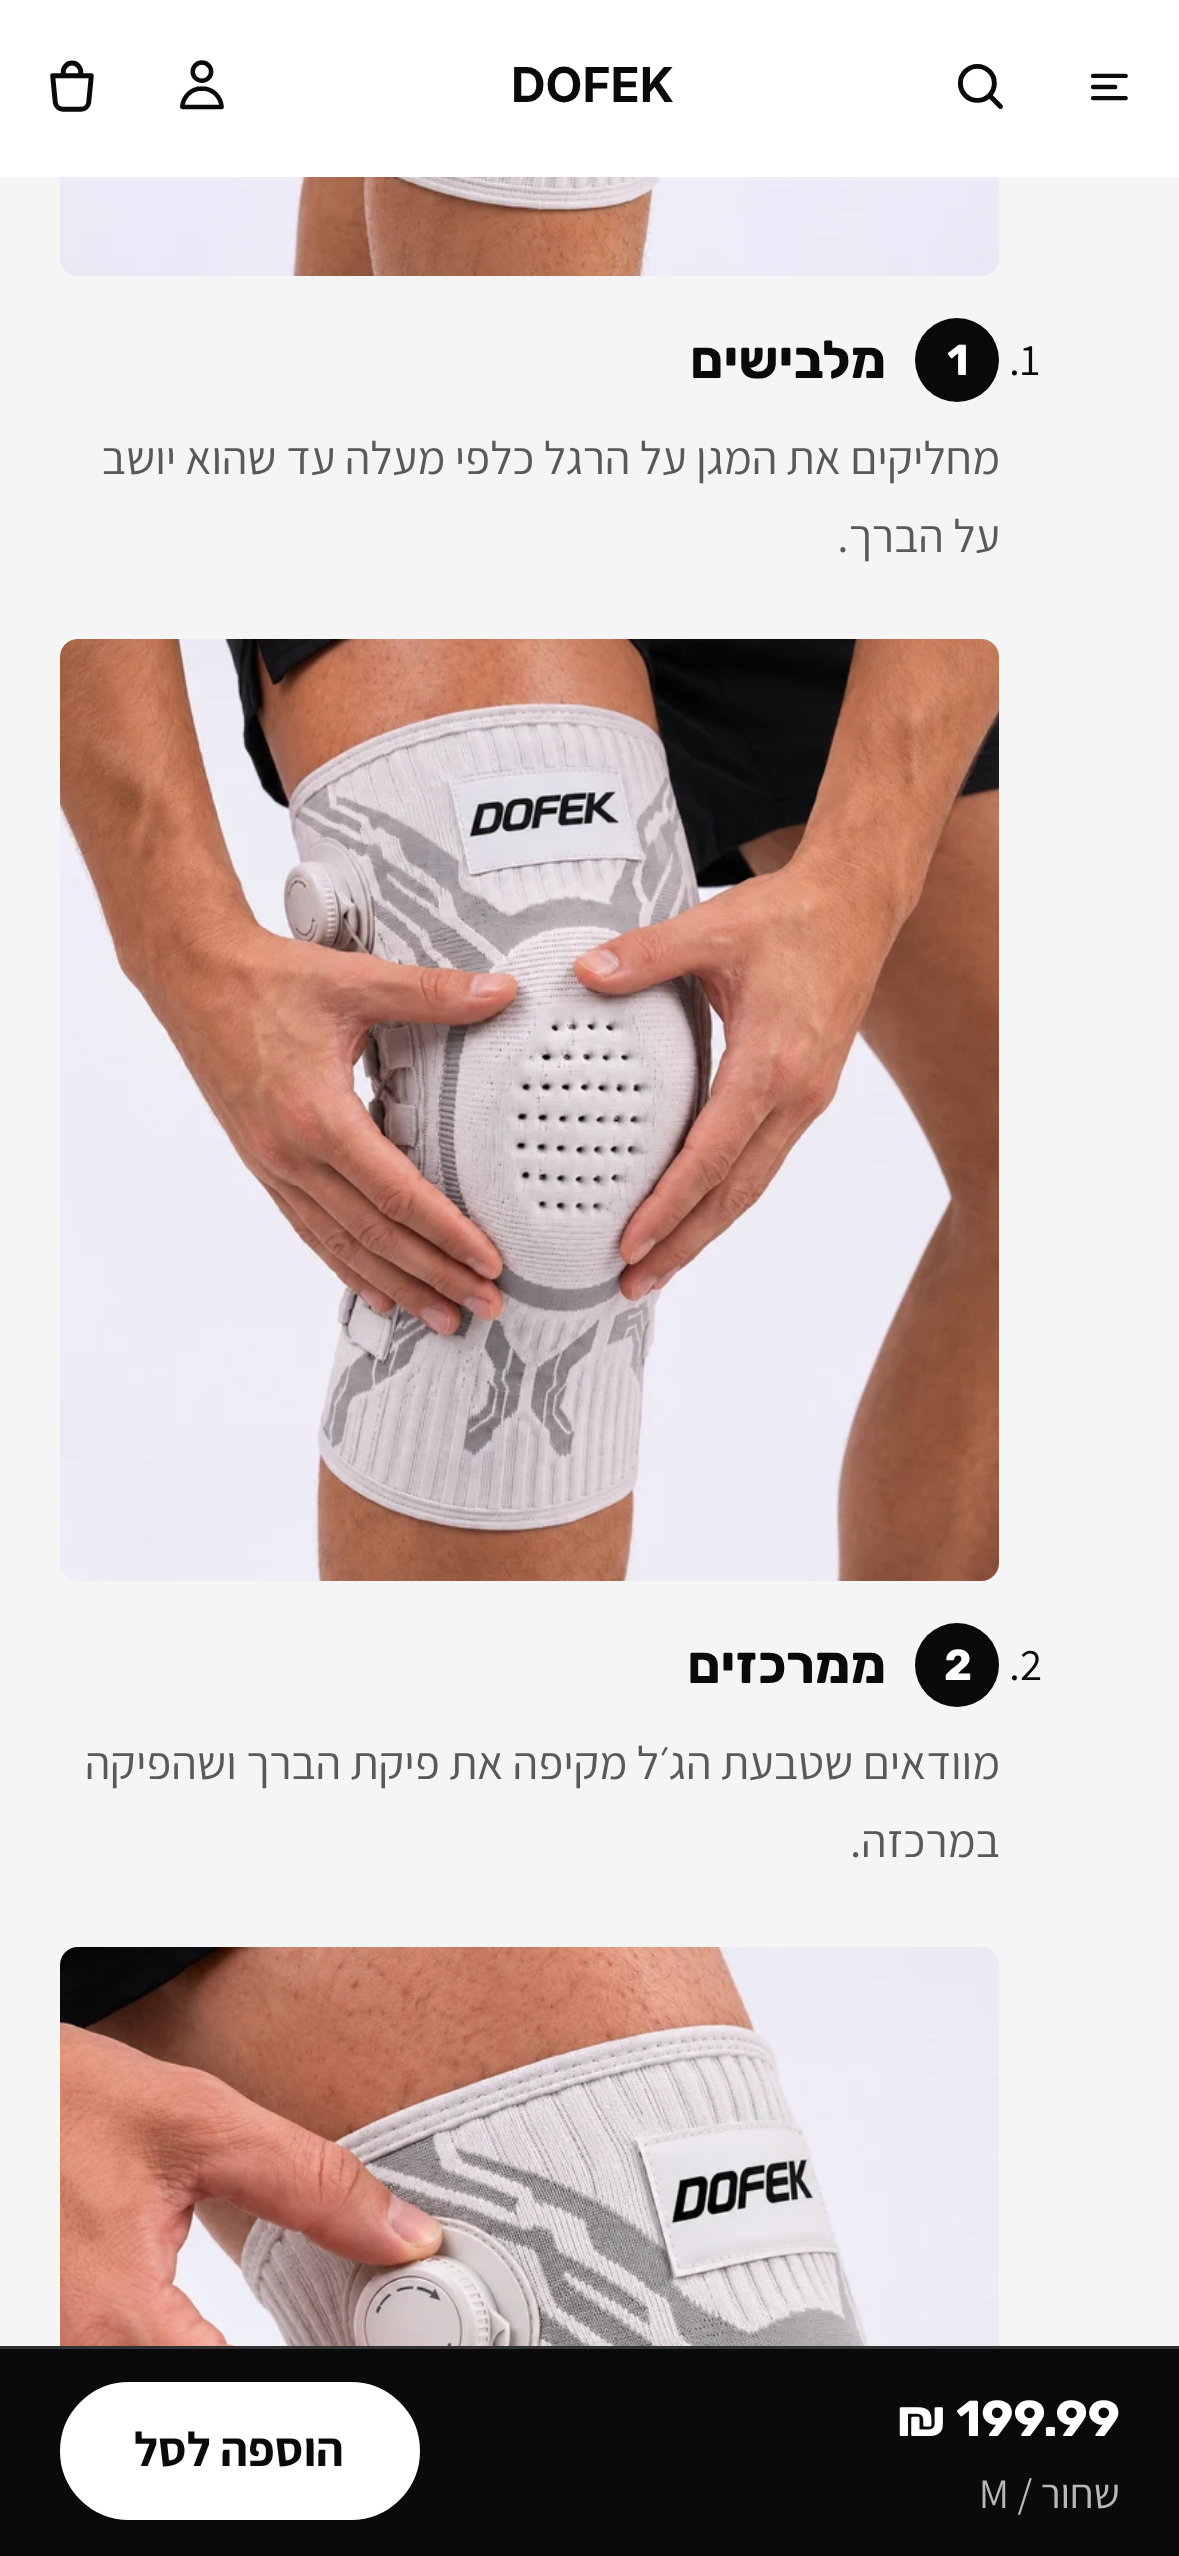 DOFEK
1. 1 מלבישים
מחליקים את המגן על הרגל כלפי מעלה עד שהוא יושב
על הברך.
DOFEK
2. 2 ממרכזים
מוודאים שטבעת הג׳ל מקיפה את פיקת הברך ושהפיקה
במרכזה.
DOFEK
199.99 ₪
שחור / M
הוספה לסל